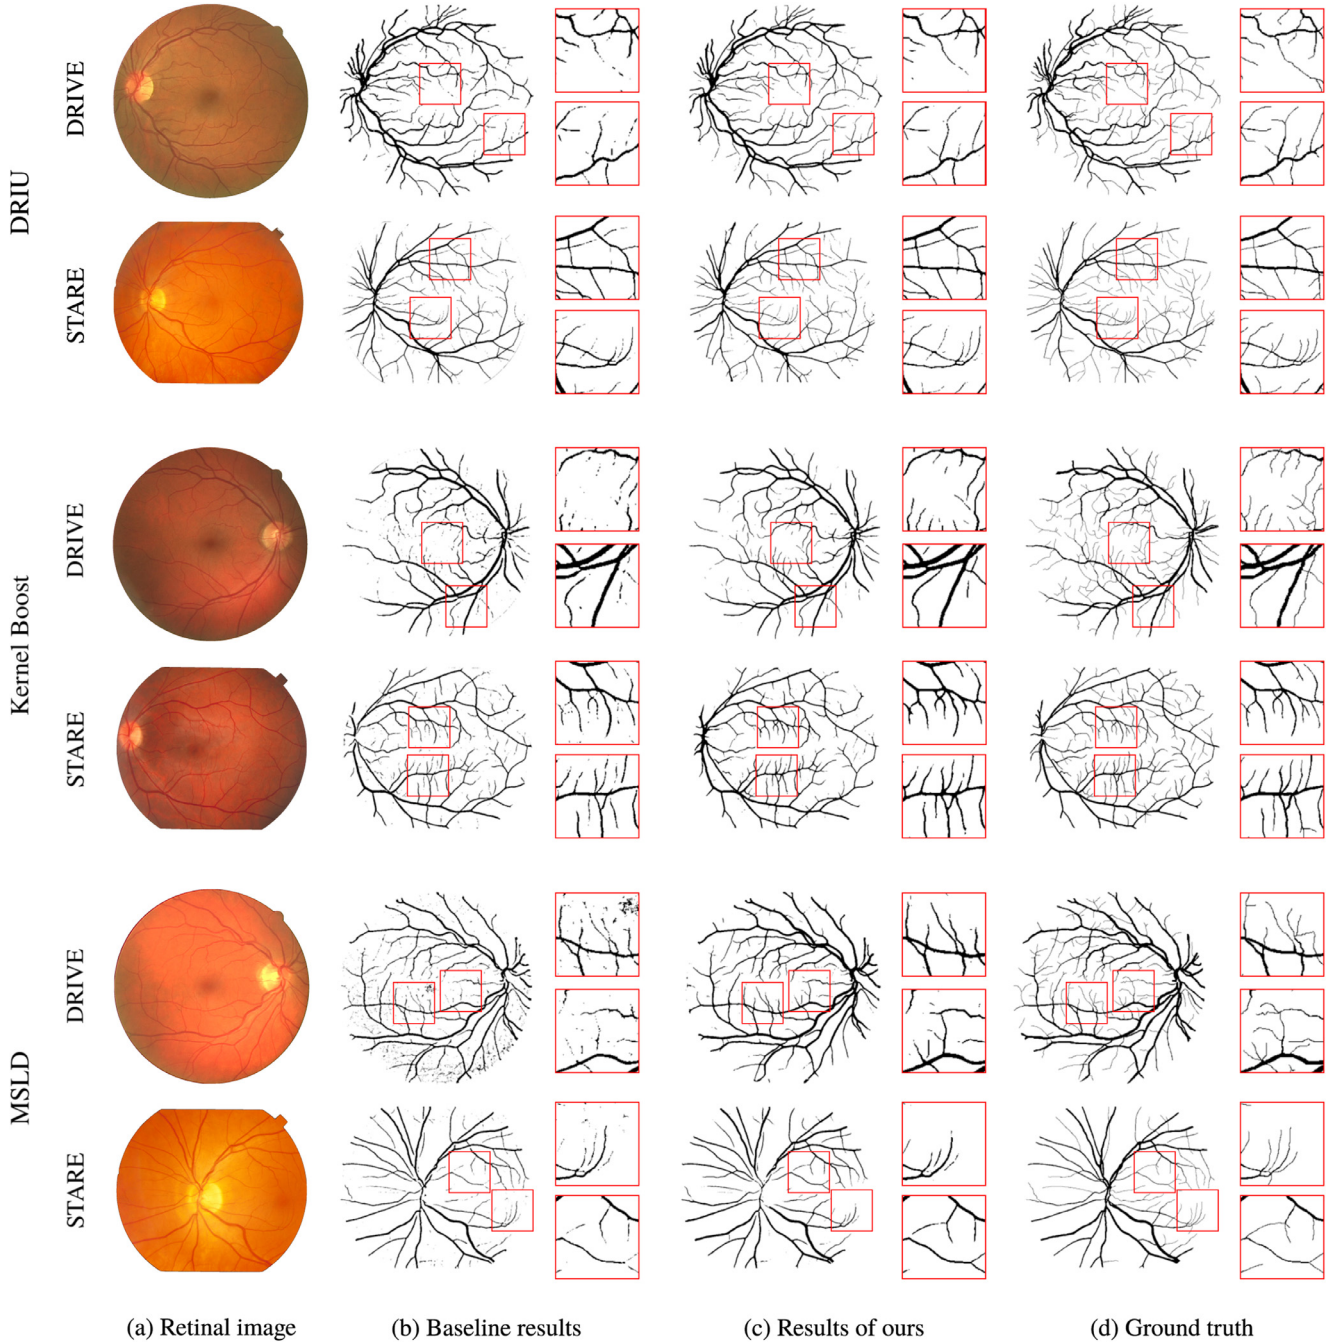 DRIU
DRIVE
STARE
Kernel Boost
DRIVE
STARE
MSLD
DRIVE
STARE
(a) Retinal image
(b) Baseline results
(c) Results of ours
(d) Ground truth